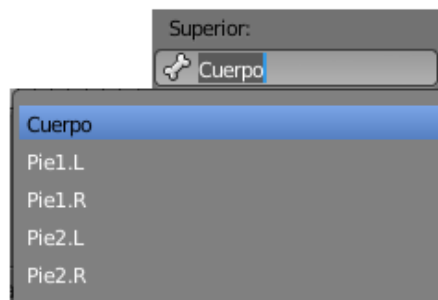 Superior:
Cuerpo
Cuerpo
Pie1.L
Pie1.R
Pie2.L
Pie2.R